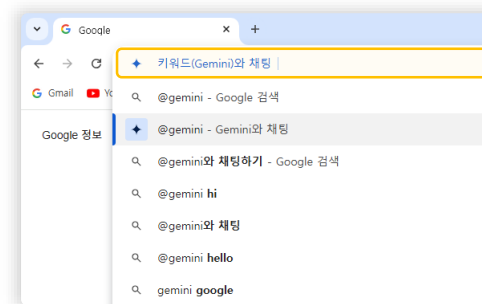 Google
키워드(Gemini)와 채팅
Gmail
@gemini - Google 검색
Google 정보
@gemini - Gemini와 채팅
@gemini와 채팅하기 - Google 검색
@gemini hi
@gemini와 채팅
@gemini hello
gemini google